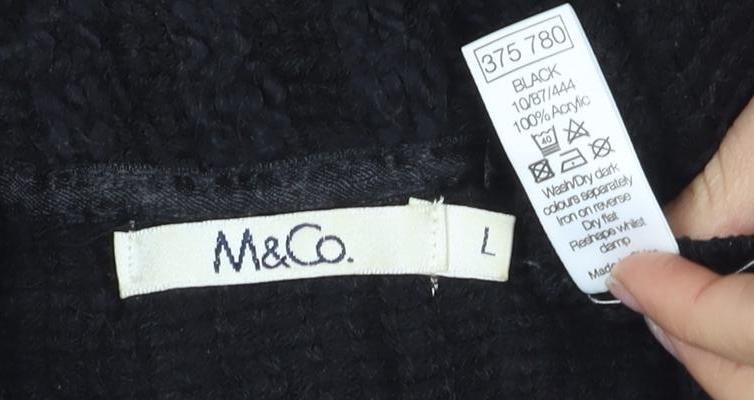 M&Co.
L
375 780
BLACK
10/87/444
100% Acrylic
40
Wash/Dry dark
colours separately
Iron on reverse
Dry flat
Reshape whilst
damp
Made